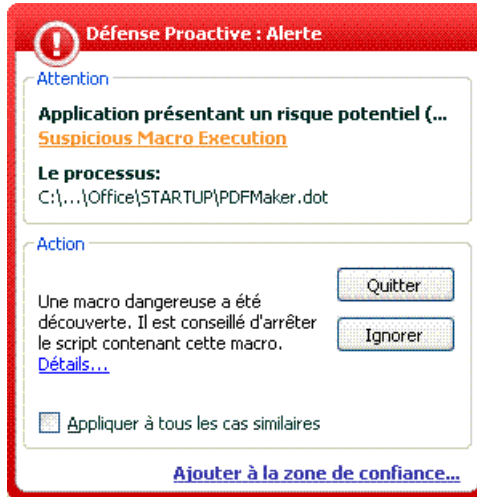 Défense Proactive : Alerte
Attention
Application présentant un risque potentiel (...
Suspicious Macro Execution
Le processus:
C:\...\Office\STARTUP\PDFMaker.dot
Action
Une macro dangereuse a été
découverte. Il est conseillé d'arrêter
le script contenant cette macro.
Détails...
Quitter
Ignorer
Appliquer à tous les cas similaires
Ajouter à la zone de confiance...